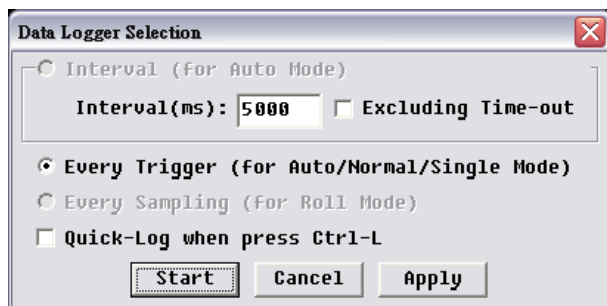 Data Logger Selection
Interval (for Auto Mode)
Interval(ms): 5000 Excluding Time-out
Every Trigger (for Auto/Normal/Single Mode)
Every Sampling (for Roll Mode)
Quick-Log when press Ctrl-L
Start Cancel Apply